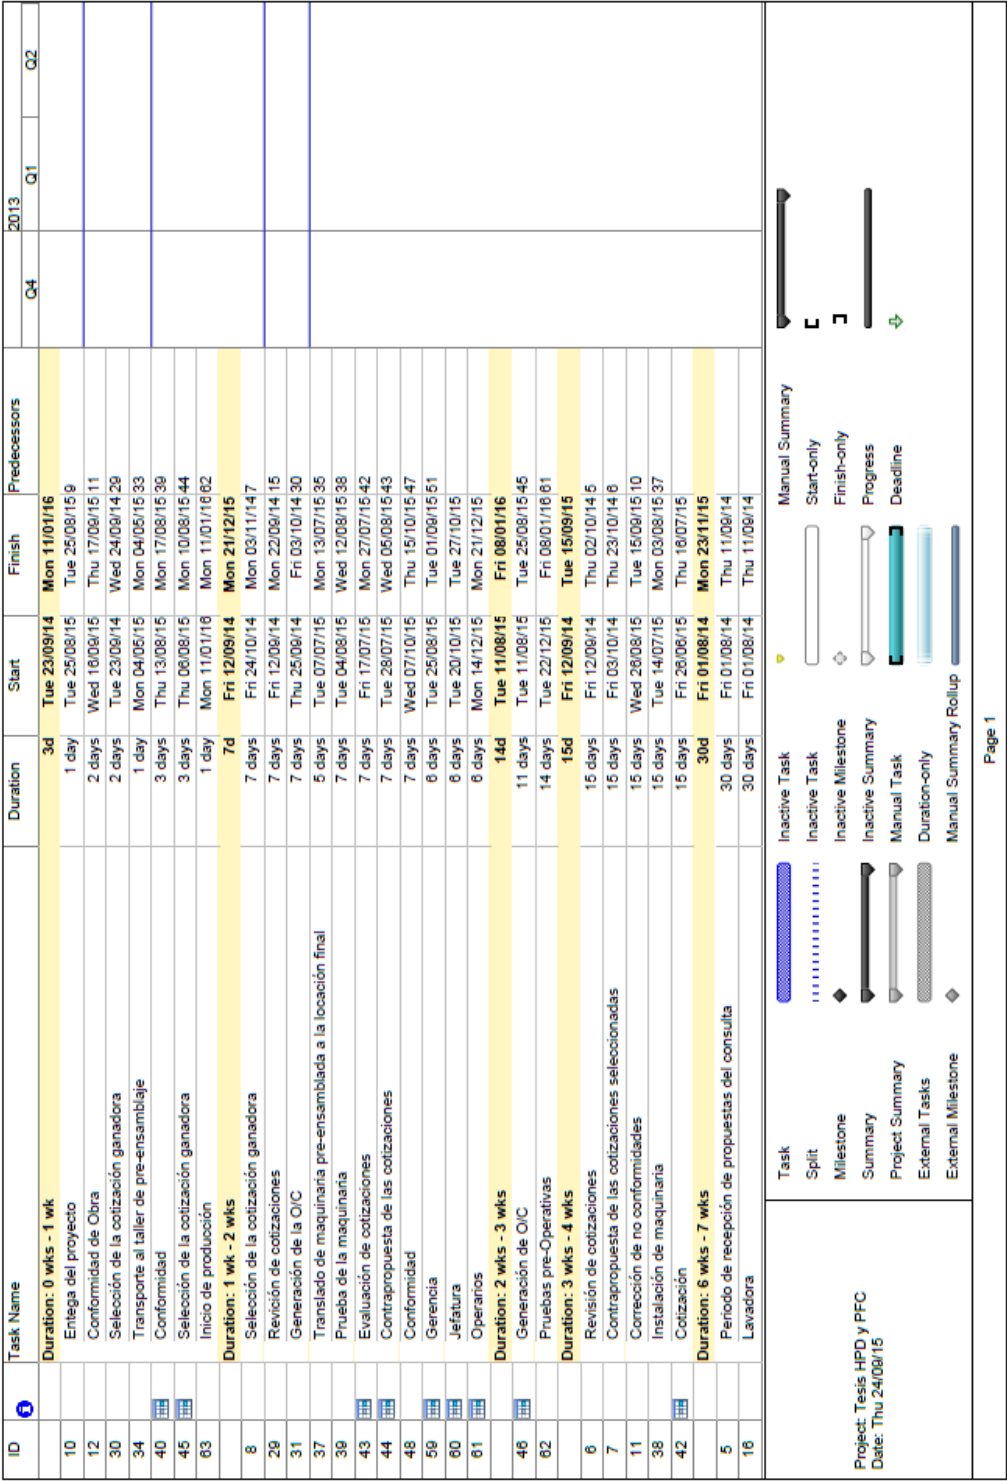 ID Task Name Duration Start Finish Predecessors 2013
Q4 Q1 Q2
Duration: 0 wks - 1 wk 3d Tue 23/09/14 Mon 11/01/16
10 Entega del proyecto 1 day Tue 25/08/15 Tue 25/08/15 9
12 Conformidad de Obra 2 days Wed 16/09/15 Thu 17/09/15 11
30 Selección de la cotización ganadora 2 days Tue 23/09/14 Wed 24/09/14 29
34 Transporte al taller de pre-ensamblaje 1 day Mon 04/05/15 Mon 04/05/15 33
40 Conformidad 3 days Thu 13/08/15 Mon 17/08/15 39
45 Selección de la cotización ganadora 3 days Thu 06/08/15 Mon 10/08/15 44
63 Inicio de producción 1 day Mon 11/01/16 Mon 11/01/16 62
Duration: 1 wk - 2 wks 7d Fri 12/09/14 Mon 21/12/15
8 Selección de la cotización ganadora 7 days Fri 24/10/14 Mon 03/11/14 7
29 Revición de cotizaciones 7 days Fri 12/09/14 Mon 22/09/14 15
31 Generación de la O/C 7 days Thu 25/09/14 Fri 03/10/14 30
37 Translado de maquinaria pre-ensamblada a la locación final 5 days Tue 07/07/15 Mon 13/07/15 35
39 Prueba de la maquinaria 7 days Tue 04/08/15 Wed 12/08/15 38
43 Evaluación de cotizaciones 7 days Fri 17/07/15 Mon 27/07/15 42
44 Contrapropuesta de las cotizaciones 7 days Tue 28/07/15 Wed 05/08/15 43
48 Conformidad 7 days Wed 07/10/15 Thu 15/10/15 47
59 Gerencia 6 days Tue 25/08/15 Tue 01/09/15 51
60 Jefatura 6 days Tue 20/10/15 Tue 27/10/15
61 Operarios 6 days Mon 14/12/15 Mon 21/12/15
Duration: 2 wks - 3 wks 14d Tue 11/08/15 Fri 08/01/16
46 Generación de O/C 11 days Tue 11/08/15 Tue 25/08/15 45
62 Pruebas pre-Operativas 14 days Tue 22/12/15 Fri 08/01/16 61
Duration: 3 wks - 4 wks 15d Fri 12/09/14 Tue 15/09/15
6 Revisión de cotizaciones 15 days Fri 12/09/14 Thu 02/10/14 5
7 Contrapropuesta de las cotizaciones seleccionadas 15 days Fri 03/10/14 Thu 23/10/14 6
11 Corrección de no conformidades 15 days Wed 26/08/15 Tue 15/09/15 10
38 Instalación de maquinaria 15 days Tue 14/07/15 Mon 03/08/15 37
42 Cotización 15 days Fri 26/06/15 Thu 16/07/15
Duration: 6 wks - 7 wks 30d Fri 01/08/14 Mon 23/11/15
5 Período de recepción de propuestas del consulta 30 days Fri 01/08/14 Thu 11/09/14
16 Lavadora 30 days Fri 01/08/14 Thu 11/09/14
Project: Tesis HPD y PFC
Date: Thu 24/09/15
Task Inactive Task Manual Summary
Split Inactive Task Start-only
Milestone Inactive Milestone Finish-only
Summary Inactive Summary Progress
Project Summary Manual Task Deadline
External Tasks Duration-only
External Milestone Manual Summary Rollup
Page 1